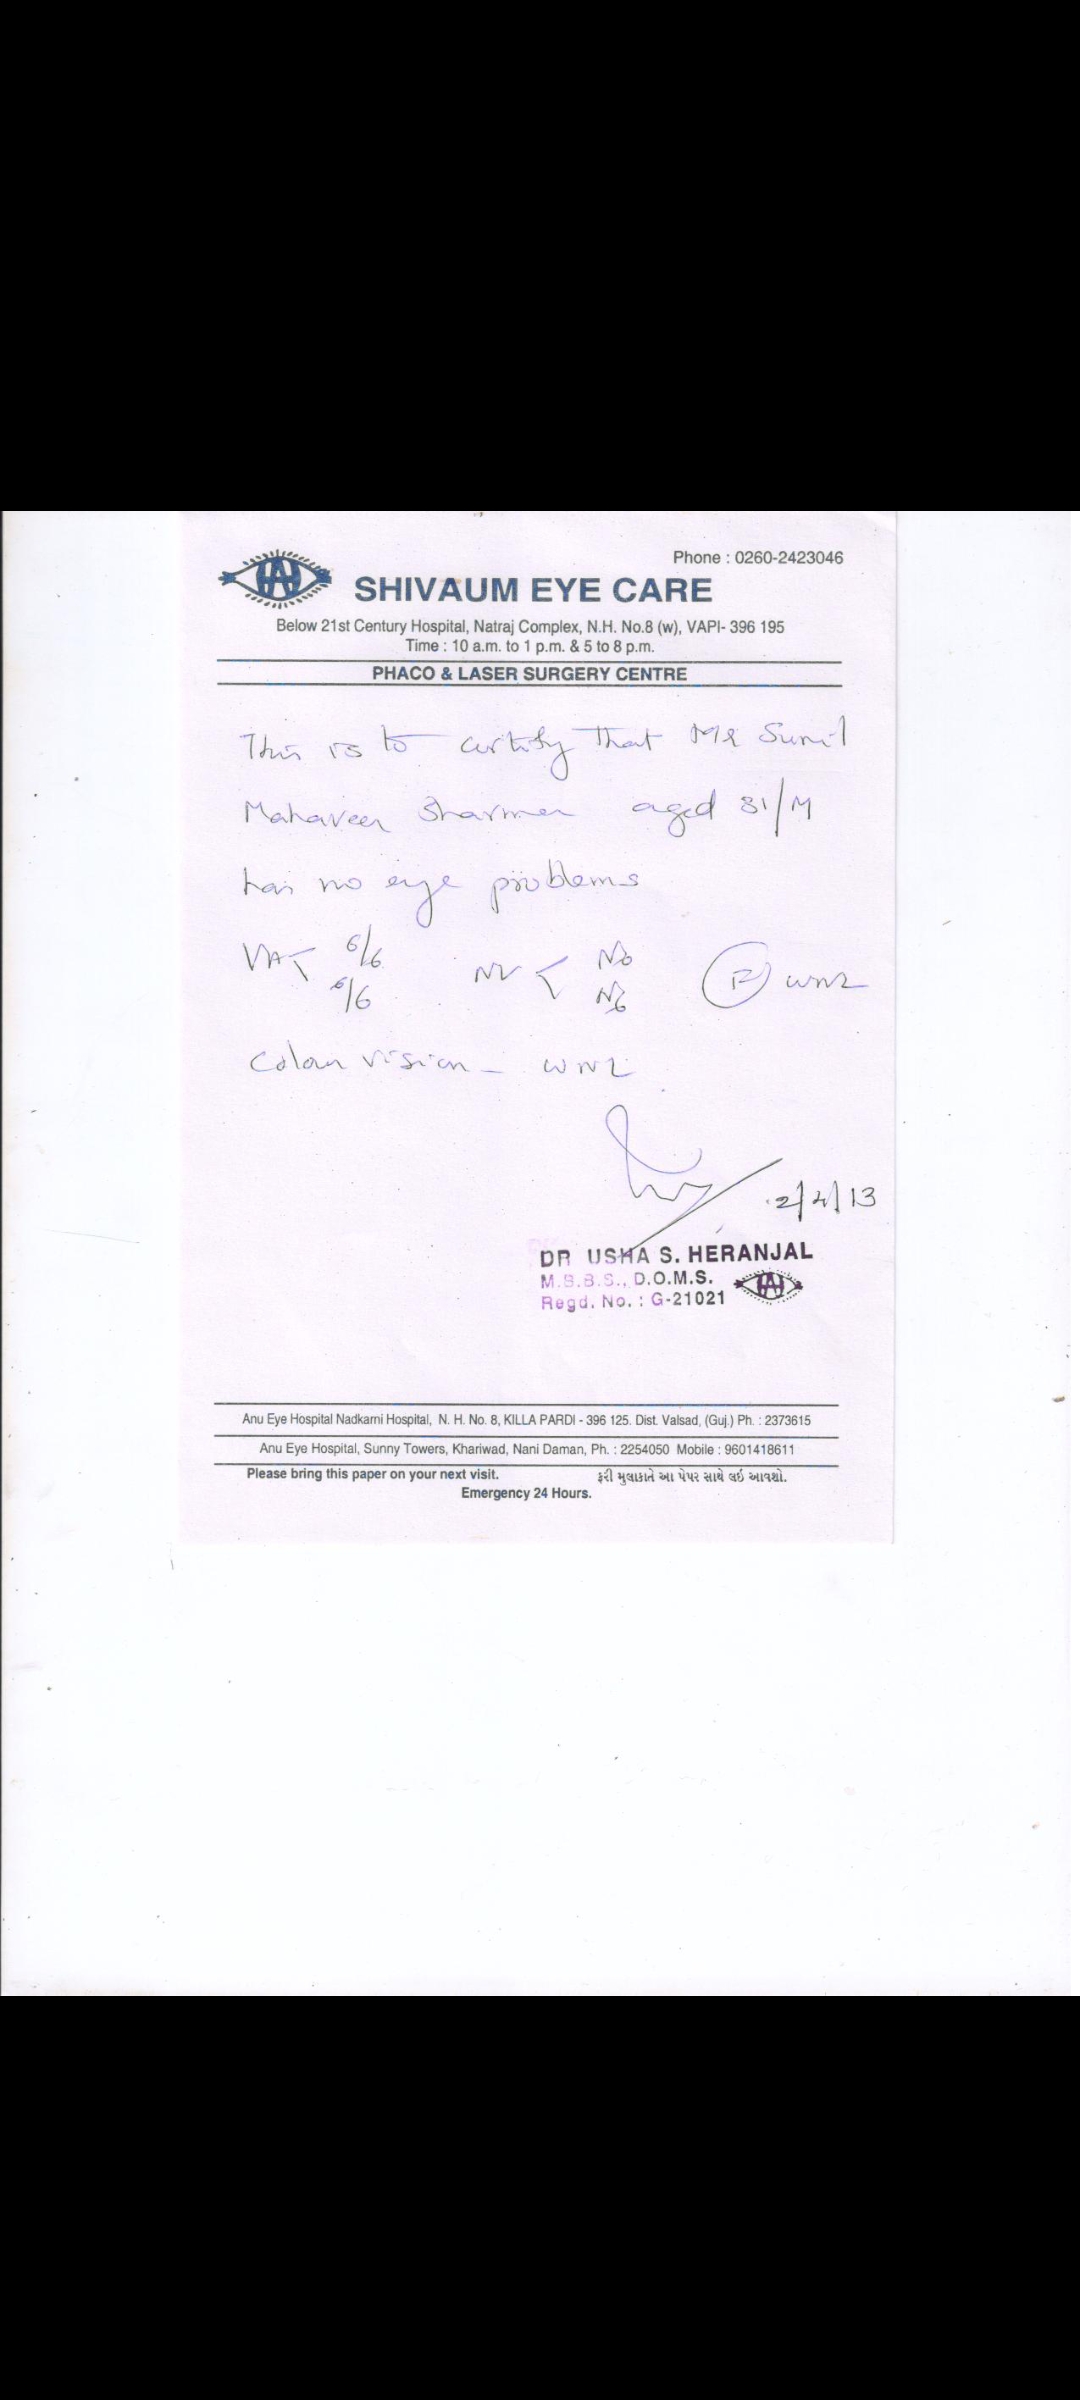 Phone : 0260-2423046
SHIVAUM EYE CARE
Below 21st Century Hospital, Natraj Complex, N.H. No.8 (w), VAPI- 396 195
Time : 10 a.m. to 1 p.m. & 5 to 8 p.m.
PHACO & LASER SURGERY CENTRE
This is to certify that Mr Sunil
Mahaveer Sharma aged 31/M
has no eye problems
VA < 6/6 6/6 NV < N6 N6 (F) WNL
Colour vision - WNL
2/4/13
DR USHA S. HERANJAL
M.B.B.S., D.O.M.S.
Regd. No. : G-21021
Anu Eye Hospital Nadkarni Hospital, N. H. No. 8, KILLA PARDI - 396 125. Dist. Valsad, (Guj.) Ph. : 2373615
Anu Eye Hospital, Sunny Towers, Khariwad, Nani Daman, Ph. : 2254050 Mobile : 9601418611
Please bring this paper on your next visit. ફરી મુલાકાતે આ પેપર સાથે લઇ આવશો.
Emergency 24 Hours.